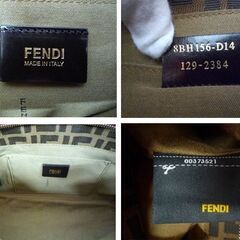 FENDI
MADE IN ITALY
8BH156-D14
129-2384
FENDI
00373521
FENDI